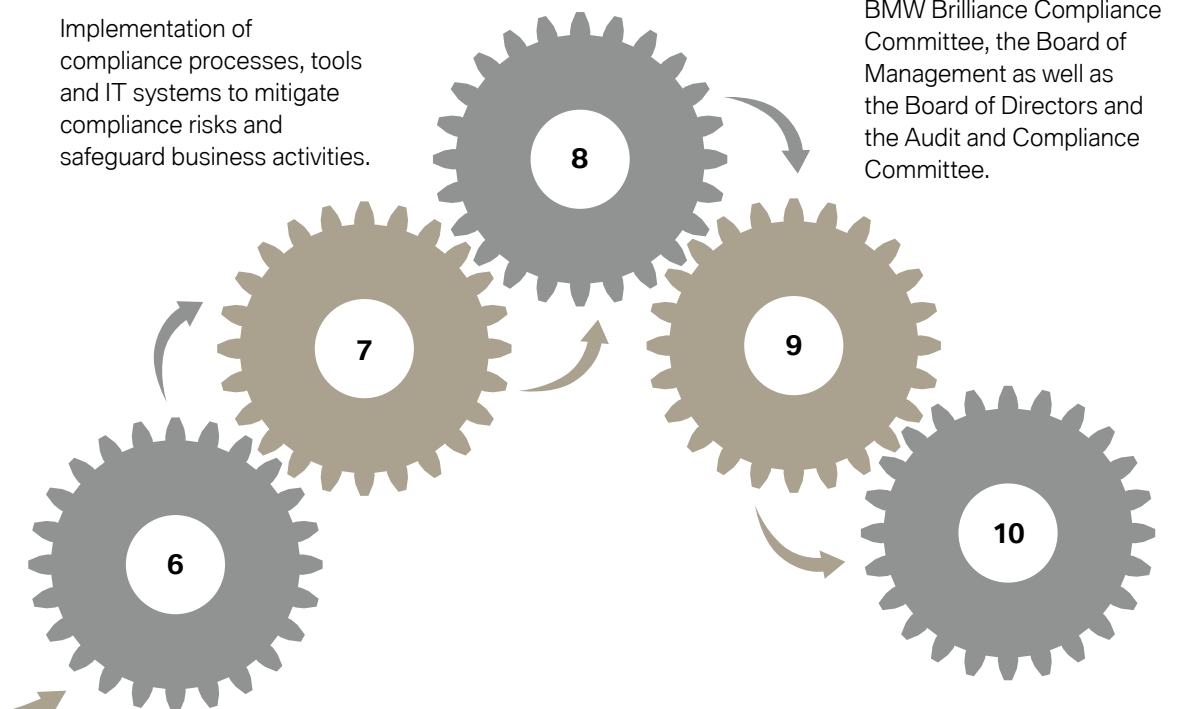 Implementation of
compliance processes, tools
and IT systems to mitigate
compliance risks and
safeguard business activities.
BMW Brilliance Compliance
Committee, the Board of
Management as well as
the Board of Directors and
the Audit and Compliance
Committee.
8
7
9
10
6